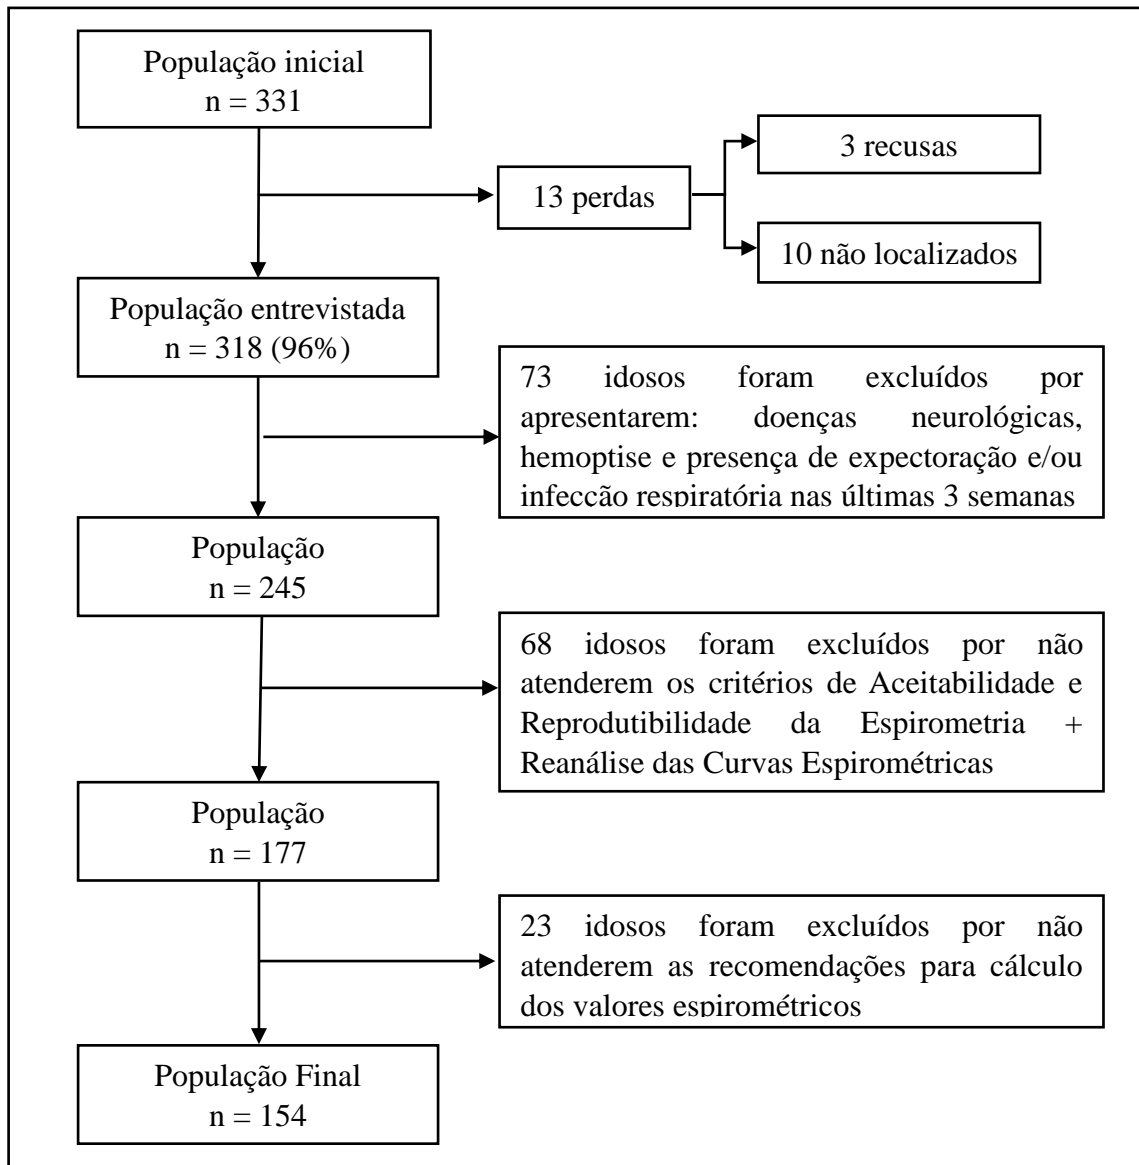 População inicial
n = 331
13 perdas
3 recusas
10 não localizados
População entrevistada
n = 318 (96%)
73 idosos foram excluídos por
apresentarem: doenças neurológicas,
hemoptise e presença de expectoração e/ou
infecção respiratória nas últimas 3 semanas
População
n = 245
68 idosos foram excluídos por não
atenderem os critérios de Aceitabilidade e
Reprodutibilidade da Espirometria +
Reanálise das Curvas Espirométricas
População
n = 177
23 idosos foram excluídos por não
atenderem as recomendações para cálculo
dos valores espirométricos
População Final
n = 154